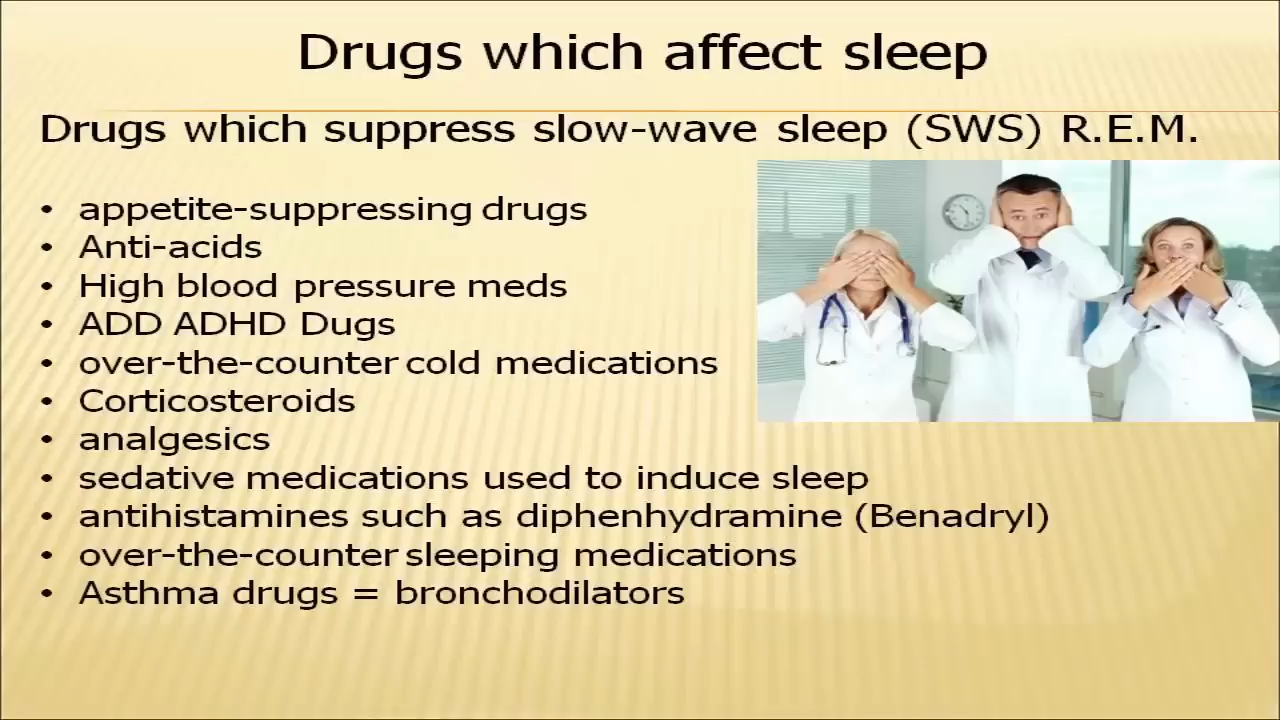 Drugs which affect sleep
Drugs which suppress slow-wave sleep (SWS) R.E.M.
• appetite-suppressing drugs
• Anti-acids
• High blood pressure meds
• ADD ADHD Dugs
• over-the-counter cold medications
• Corticosteroids
• analgesics
• sedative medications used to induce sleep
• antihistamines such as diphenhydramine (Benadryl)
• over-the-counter sleeping medications
• Asthma drugs = bronchodilators